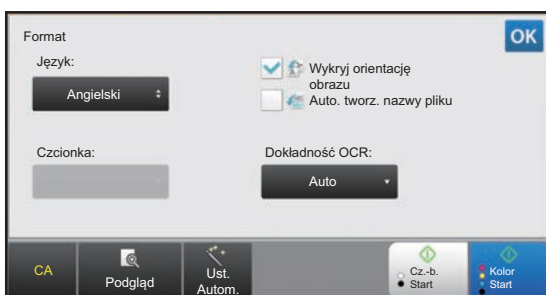 Format
OK
Język:
Wykryj orientację
obrazu
Angielski
Auto. tworz. nazwy pliku
Czcionka:
Dokładność OCR:
Auto
CA
Podgląd
Ust.
Autom.
Cz.-b.
Start
Kolor
Start